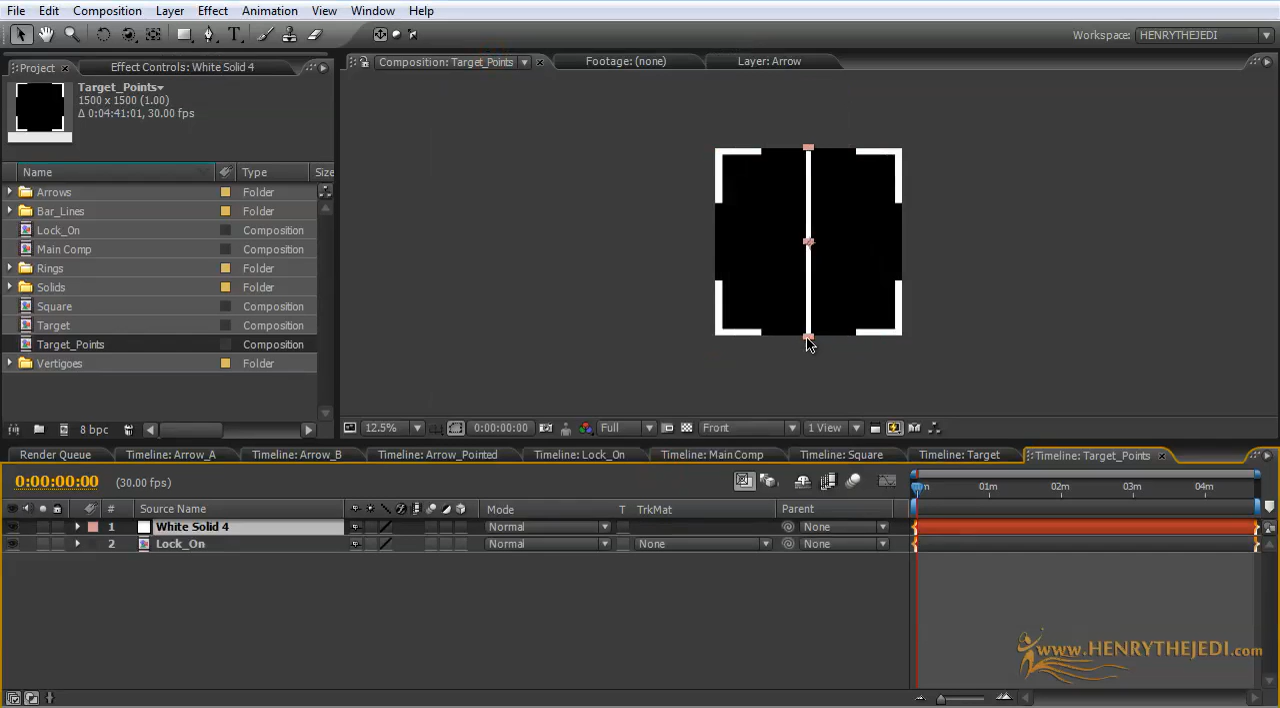 File Edit Composition Layer Effect Animation View Window Help
Workspace: HENRYTHEJEDI
Project Effect Controls: White Solid 4
Composition: Target_Points Footage: (none) Layer: Arrow
Target_Points
1500 x 1500 (1.00)
Δ 0:04:41:01, 30.00 fps
Name Type Size
Arrows Folder
Bar_Lines Folder
Lock_On Composition
Main Comp Composition
Rings Folder
Solids Folder
Square Composition
Target Composition
Target_Points Composition
Vertigoes Folder
8 bpc
12.5% 0:00:00:00 Full Front 1 View
Render Queue Timeline: Arrow_A Timeline: Arrow_B Timeline: Arrow_Pointed Timeline: Lock_On Timeline: Main Comp Timeline: Square Timeline: Target Timeline: Target_Points
0:00:00:00 (30.00 fps)
01m 02m 03m 04m
# Source Name Mode T TrkMat Parent
1 White Solid 4 Normal None
2 Lock_On Normal None None
www.HENRYTHEJEDI.com